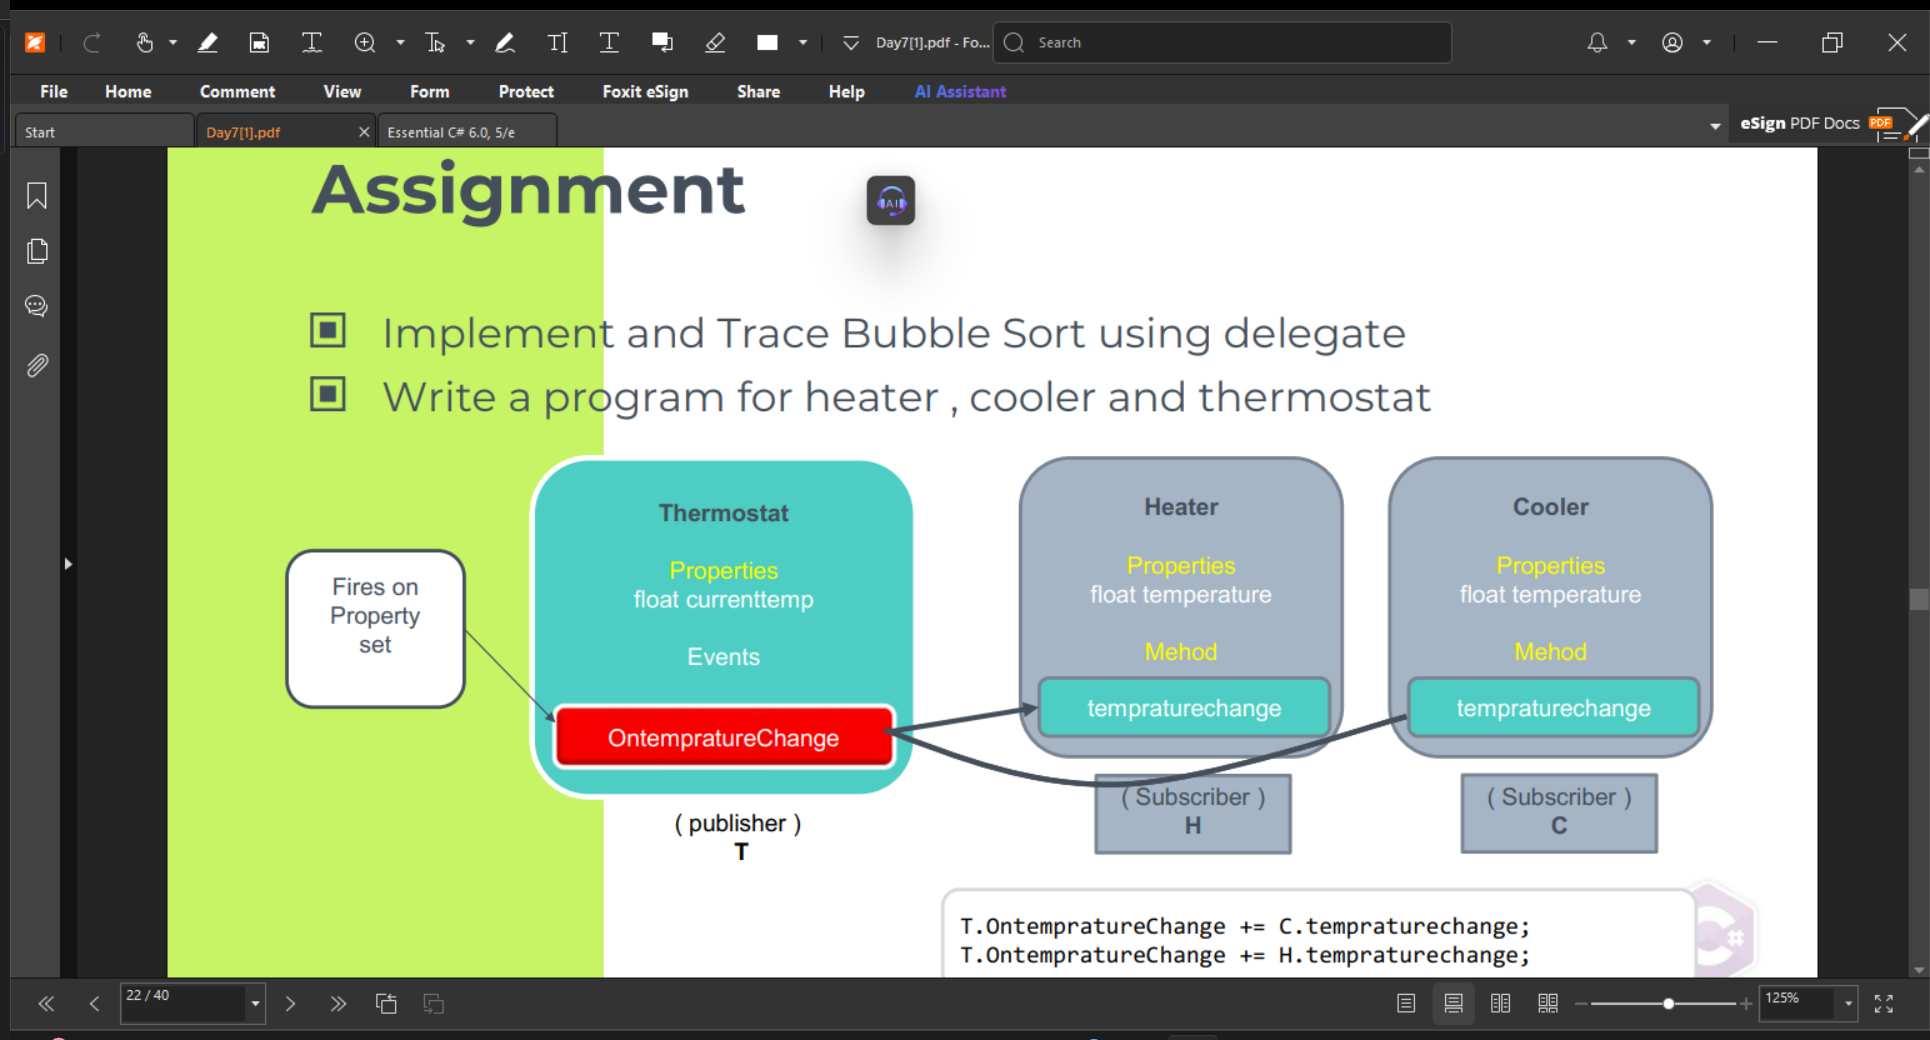 Day7[1].pdf - Fo...
Search
File
Home
Comment
View
Form
Protect
Foxit eSign
Share
Help
AI Assistant
Start
Day7[1].pdf
Essential C# 6.0, 5/e
eSign PDF Docs
PDF
Assignment
AI
Implement and Trace Bubble Sort using delegate
Write a program for heater , cooler and thermostat
Fires on
Property
set
Thermostat
Properties
float currenttemp
Events
OntempratureChange
( publisher )
T
Heater
Properties
float temperature
Mehod
tempraturechange
( Subscriber )
H
Cooler
Properties
float temperature
Mehod
tempraturechange
( Subscriber )
C
T.OntempratureChange += C.tempraturechange;
T.OntempratureChange += H.tempraturechange;
C#
22 / 40
125%